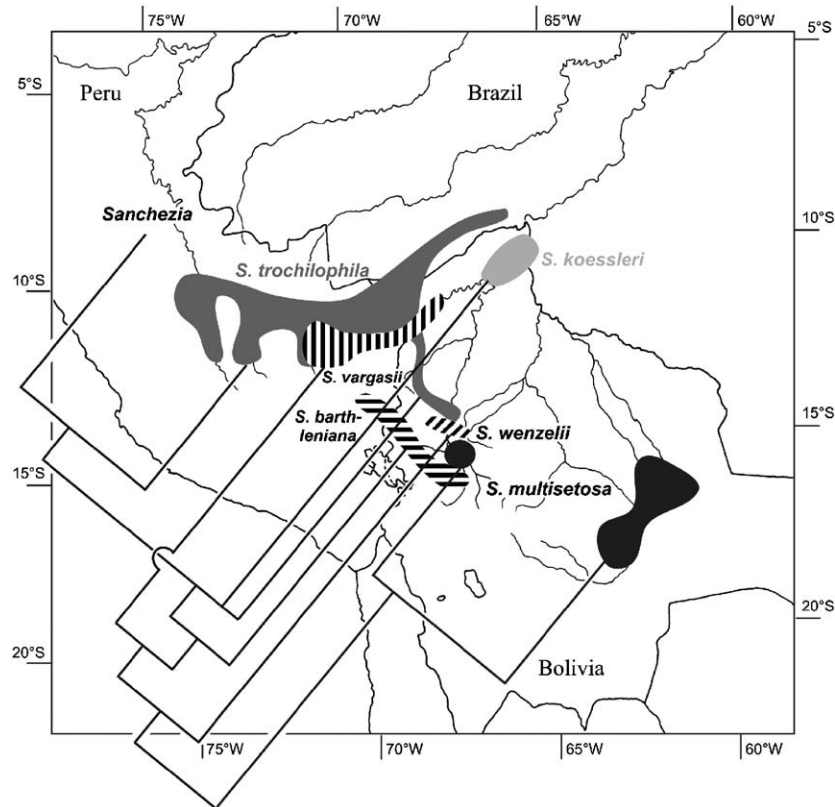 75°W 70°W 65°W 60°W
5°S
5°S
Peru
Brazil
Sanchezia
10°S
S. trochilophila
S. koessleri
10°S
S. vargasii
S. barth-
leniana
S. wenzelii
15°S
15°S
S. multisetosa
20°S
20°S
Bolivia
75°W 70°W 65°W 60°W